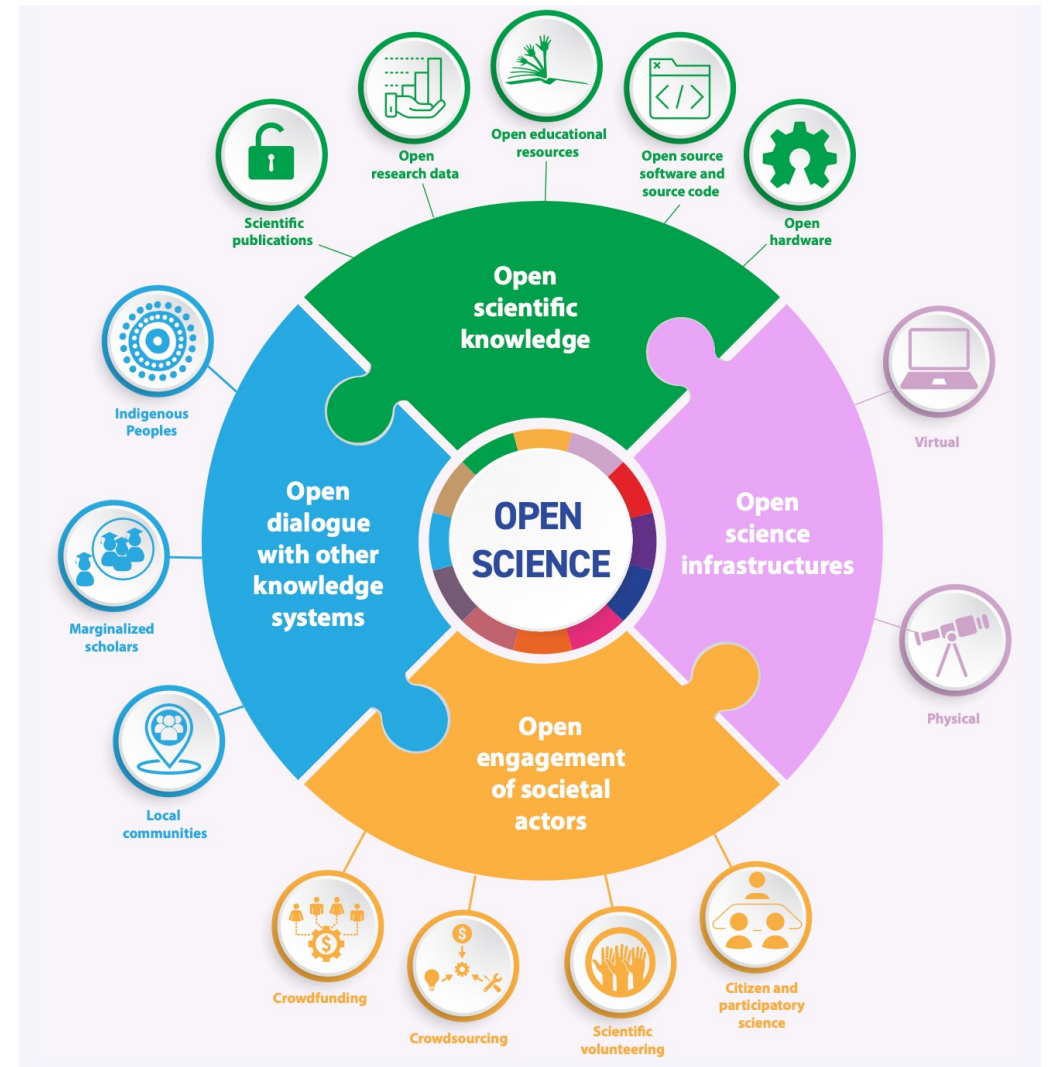 Open educational
resources
Open
research data
Open source
software and
source code
Scientific
publications
Open
hardware
Open
scientific
knowledge
Indigenous
Peoples
Virtual
Open
dialogue
with other
knowledge
systems
OPEN
SCIENCE
Open
science
infrastructures
Marginalized
scholars
Physical
Open
engagement
of societal
actors
Local
communities
Crowdfunding
Crowdsourcing
Scientific
volunteering
Citizen and
participatory
science